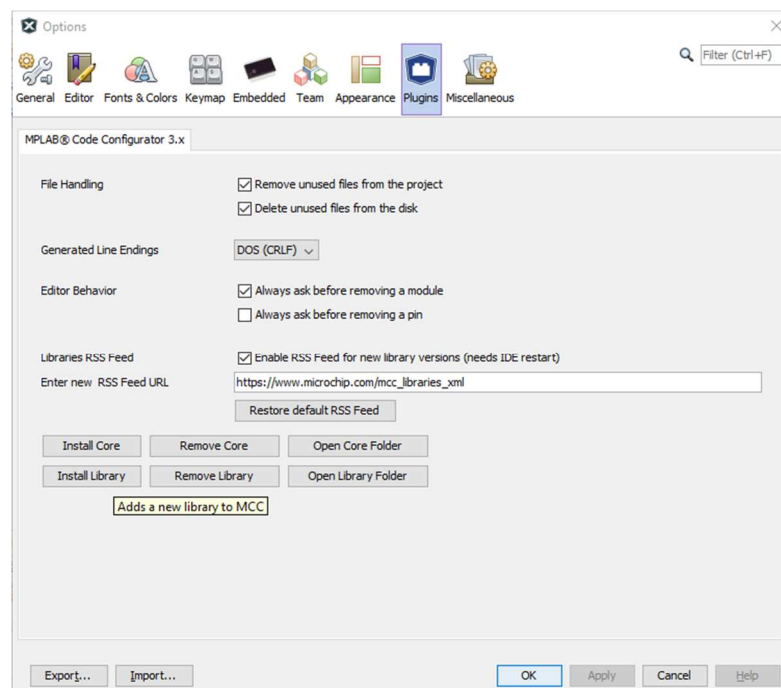 Options
Filter (Ctrl+F)
General Editor Fonts & Colors Keymap Embedded Team Appearance Plugins Miscellaneous
MPLAB® Code Configurator 3.x
File Handling Remove unused files from the project
Delete unused files from the disk
Generated Line Endings DOS (CRLF)
Editor Behavior Always ask before removing a module
Always ask before removing a pin
Libraries RSS Feed Enable RSS Feed for new library versions (needs IDE restart)
Enter new RSS Feed URL https://www.microchip.com/mcc_libraries_xml
Restore default RSS Feed
Install Core Remove Core Open Core Folder
Install Library Remove Library Open Library Folder
Adds a new library to MCC
Export... Import... OK Apply Cancel Help